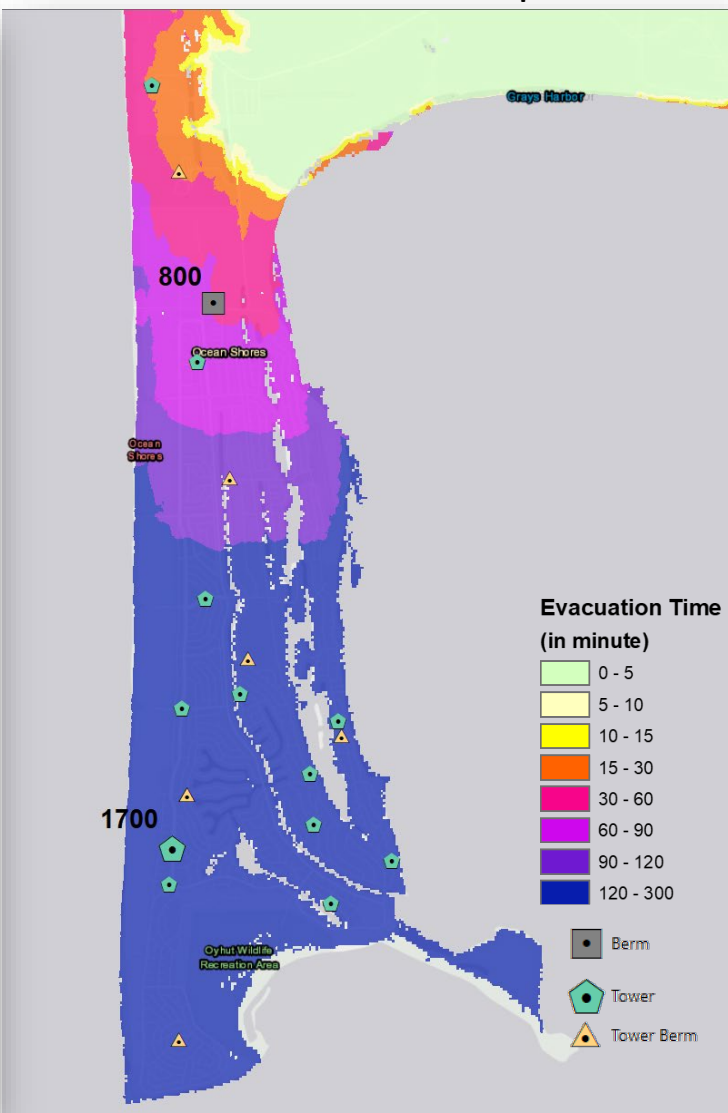 Grays Harbor
800
Ocean Shores
Ocean
Shores
Evacuation Time
(in minute)
0 - 5
5 - 10
10 - 15
15 - 30
30 - 60
60 - 90
90 - 120
120 - 300
1700
Berm
Oyhut Wildlife
Recreation Area
Tower
Tower Berm